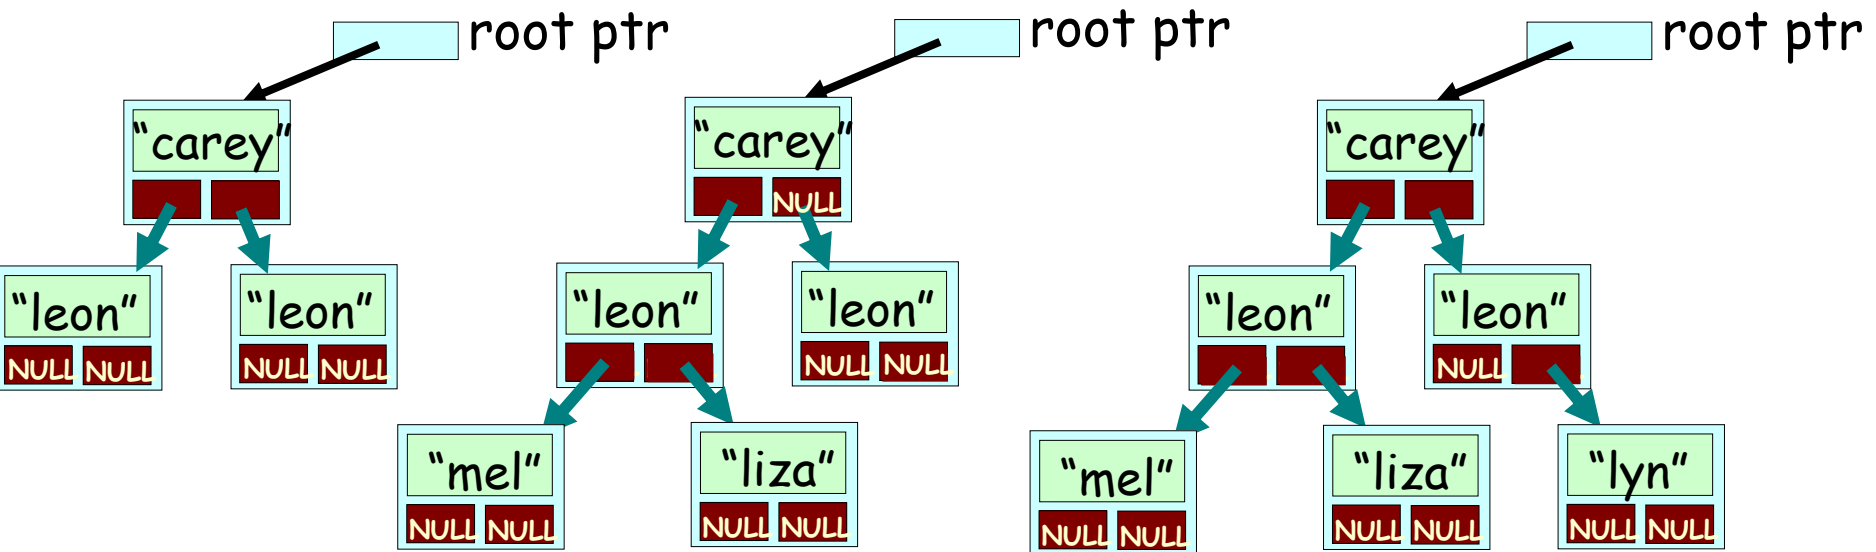 root ptr root ptr root ptr
“carey” “carey” “carey”
NULL
“leon” “leon” “leon” “leon” “leon” “leon”
NULL NULL NULL NULL NULL NULL NULL
“mel” “liza” “mel” “liza” “lyn”
NULL NULL NULL NULL NULL NULL NULL NULL NULL NULL